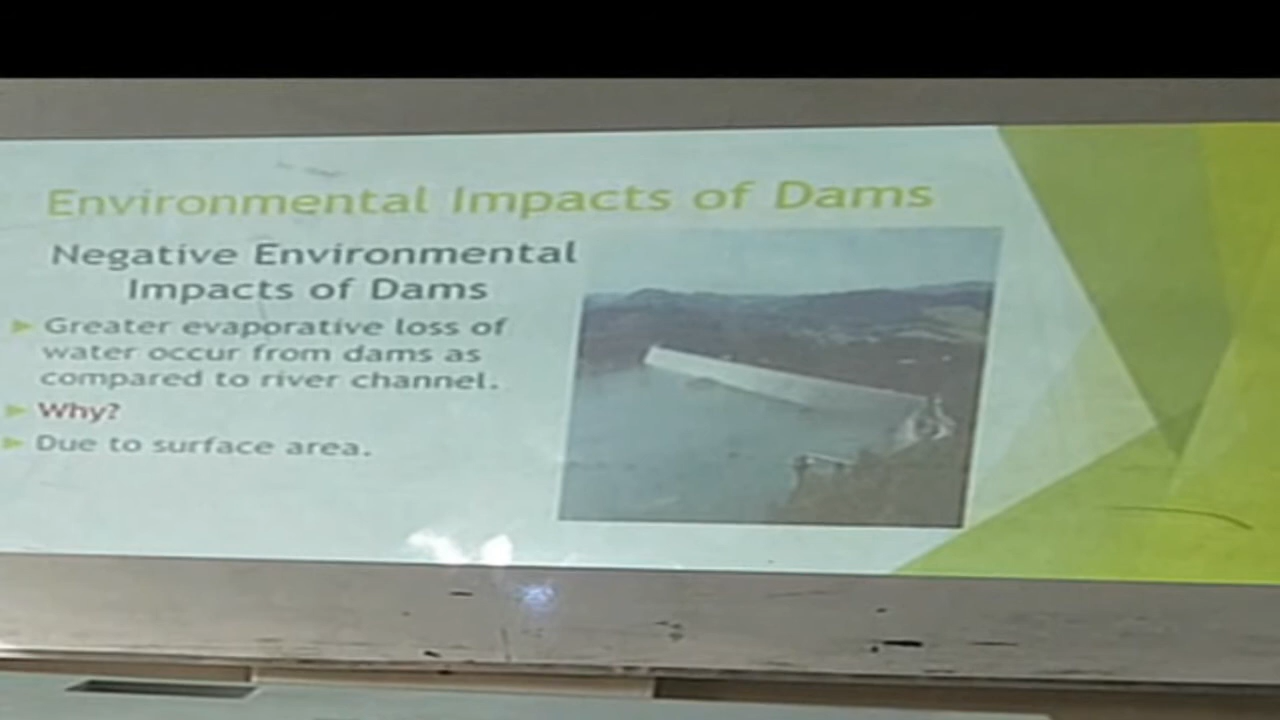 Environmental Impacts of Dams
Negative Environmental
Impacts of Dams
Greater evaporative loss of
water occur from dams as
compared to river channel.
Why?
Due to surface area.